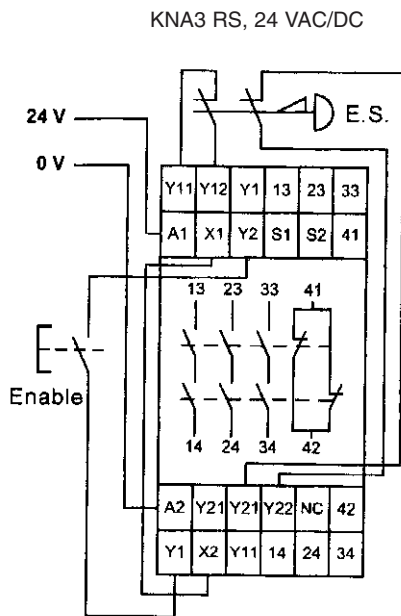 KNA3 RS, 24 VAC/DC
E.S.
24 V
0 V
Y11 Y12 Y1 13 23 33
A1 X1 Y2 S1 S2 41
13 23 33 41
Enable
14 24 34 42
A2 Y21 Y21 Y22 NC 42
Y1 X2 Y11 14 24 34